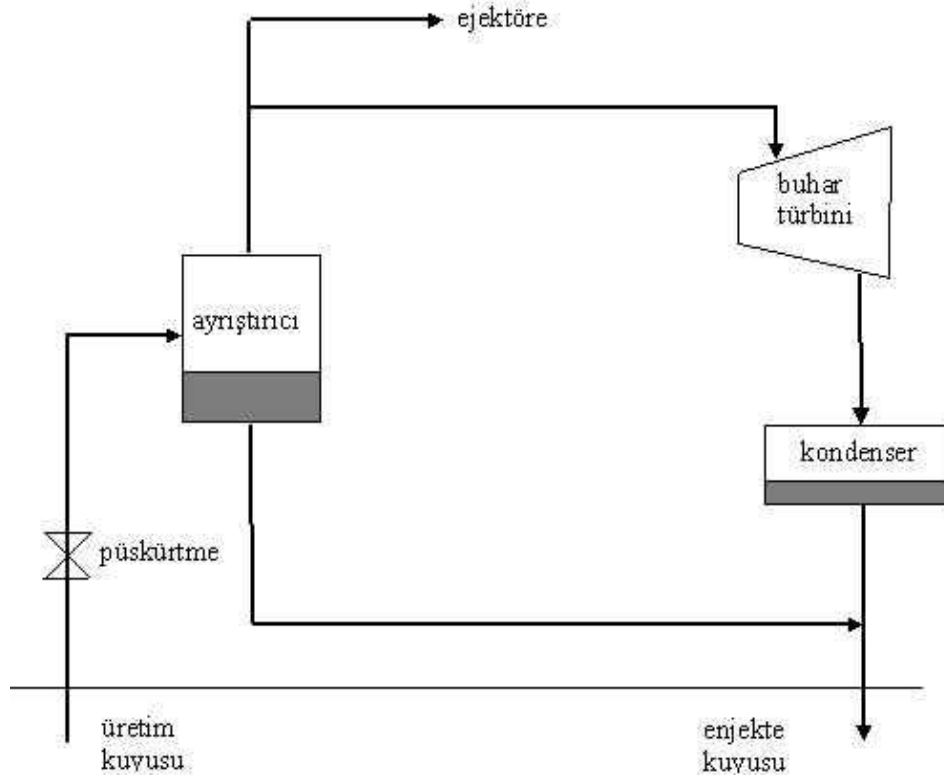 ejektöre
buhar
türbini
ayrıştırıcı
kondenser
püskürtme
üretim
kuyusu
enjekte
kuyusu